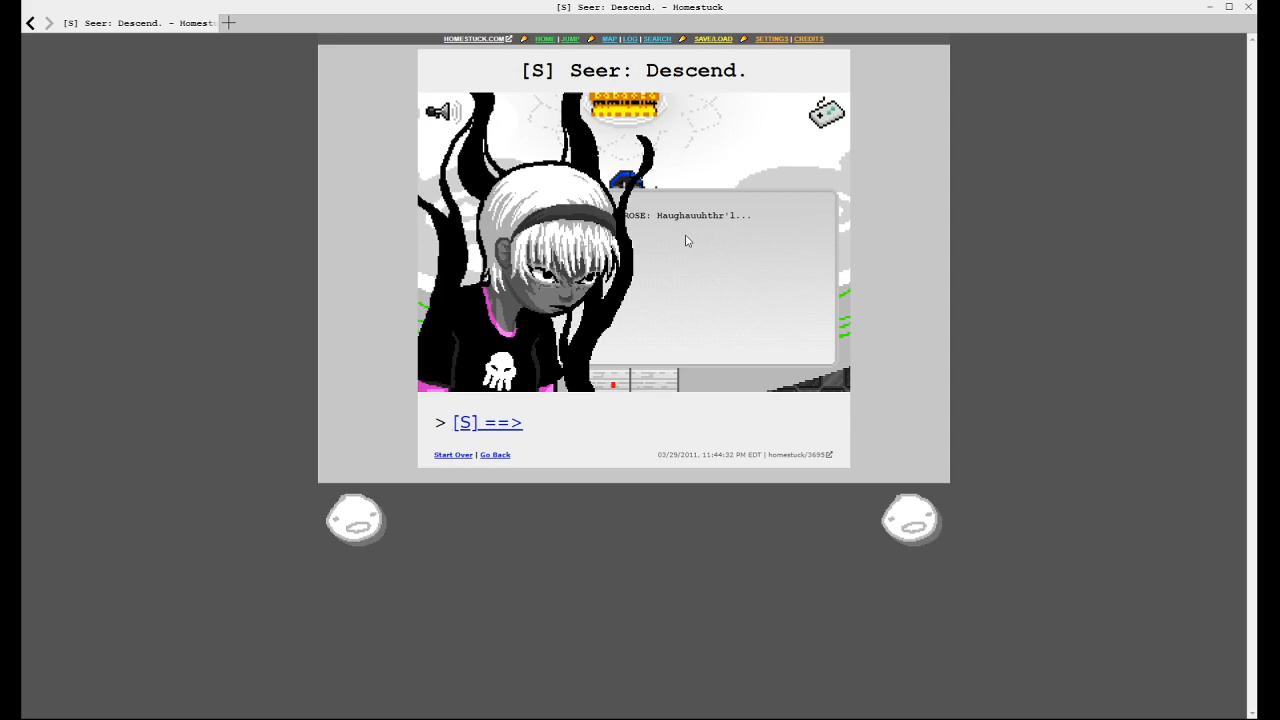 [S] Seer: Descend. - Homestuck
[S] Seer: Descend. - Homest
HOMESTUCK.COM HOME | JUMP MAP | LOG | SEARCH SAVE/LOAD SETTINGS | CREDITS
[S] Seer: Descend.
ROSE: Haughauuhthr'l...
> [S] ==>
Start Over | Go Back
03/29/2011, 11:44:32 PM EDT | homestuck/3695